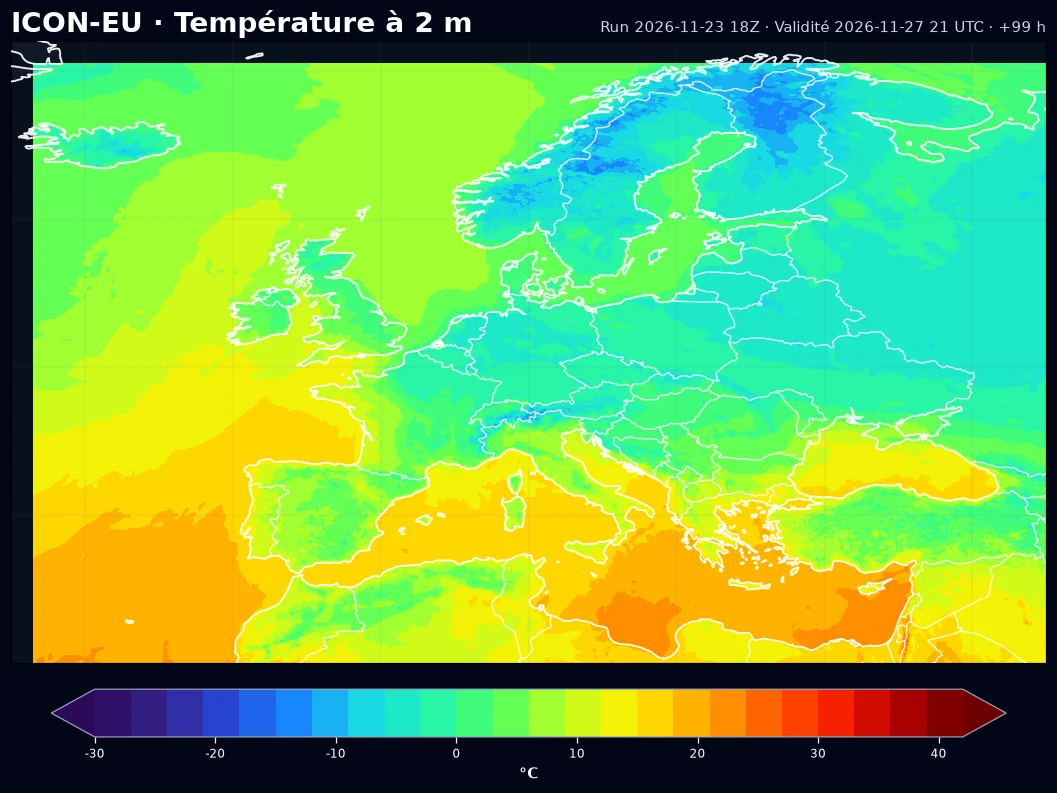 ICON-EU · Température à 2 m
Run 2026-11-23 18Z · Validité 2026-11-27 21 UTC · +99 h
-30 -20 -10 0 10 20 30 40
°C